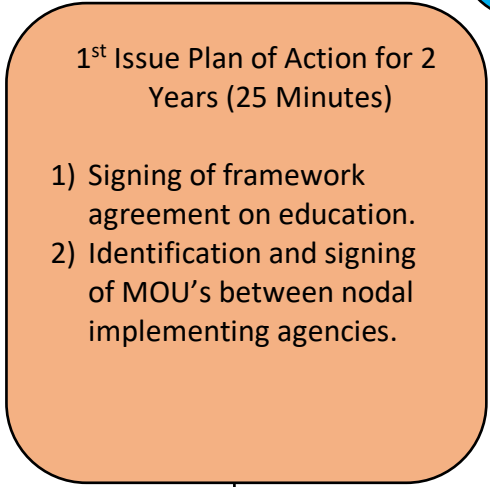 1st Issue Plan of Action for 2
Years (25 Minutes)
1) Signing of framework
agreement on education.
2) Identification and signing
of MOU’s between nodal
implementing agencies.